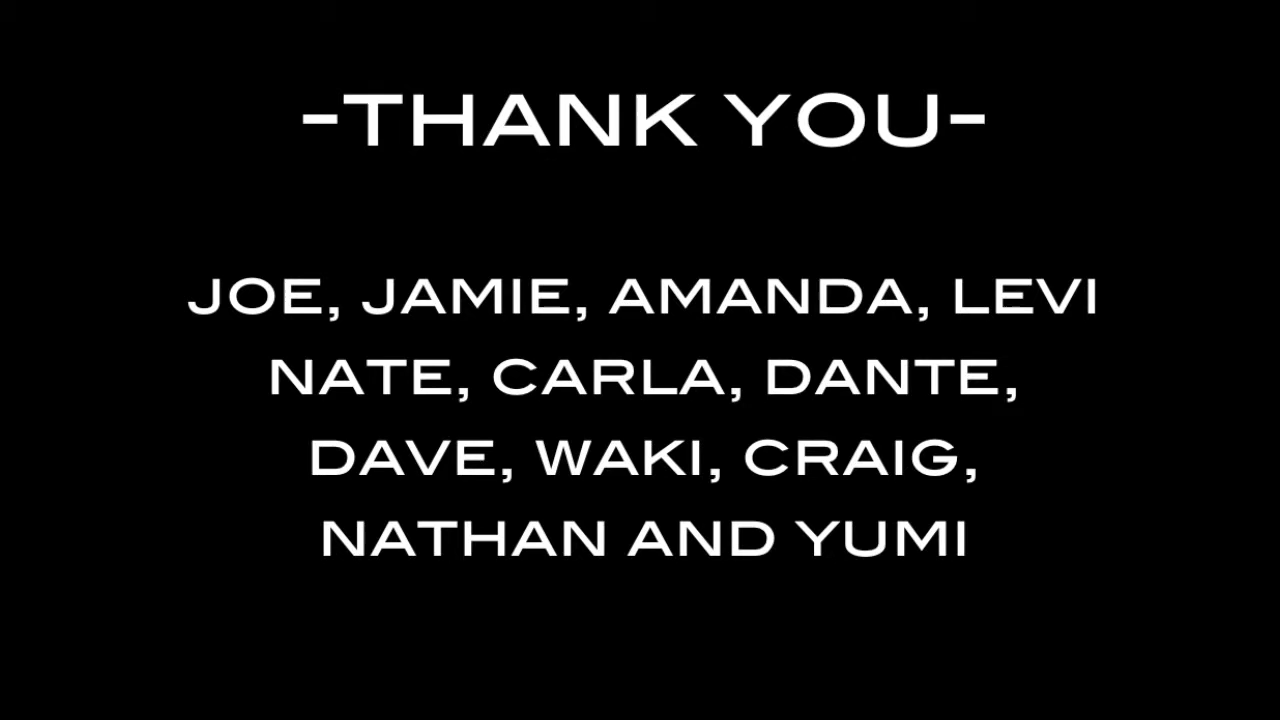 -THANK YOU-
JOE, JAMIE, AMANDA, LEVI
NATE, CARLA, DANTE,
DAVE, WAKI, CRAIG,
NATHAN AND YUMI